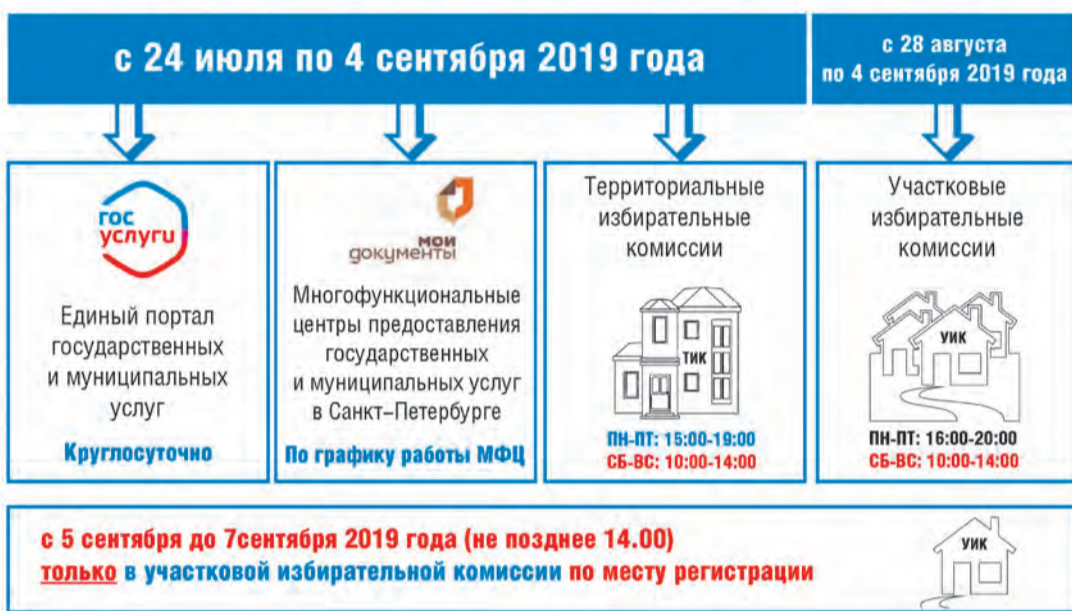 с 24 июля по 4 сентября 2019 года
с 28 августа
по 4 сентября 2019 года
гос
услуги
Единый портал
государственных
и муниципальных
услуг
Круглосуточно
мои
документы
Многофункциональные
центры предоставления
государственных
и муниципальных услуг
в Санкт–Петербурге
По графику работы МФЦ
Территориальные
избирательные
комиссии
ТИК
ПН-ПТ: 15:00-19:00
СБ-ВС: 10:00-14:00
Участковые
избирательные
комиссии
УИК
ПН-ПТ: 16:00-20:00
СБ-ВС: 10:00-14:00
с 5 сентября до 7сентября 2019 года (не позднее 14.00)
только в участковой избирательной комиссии по месту регистрации
УИК